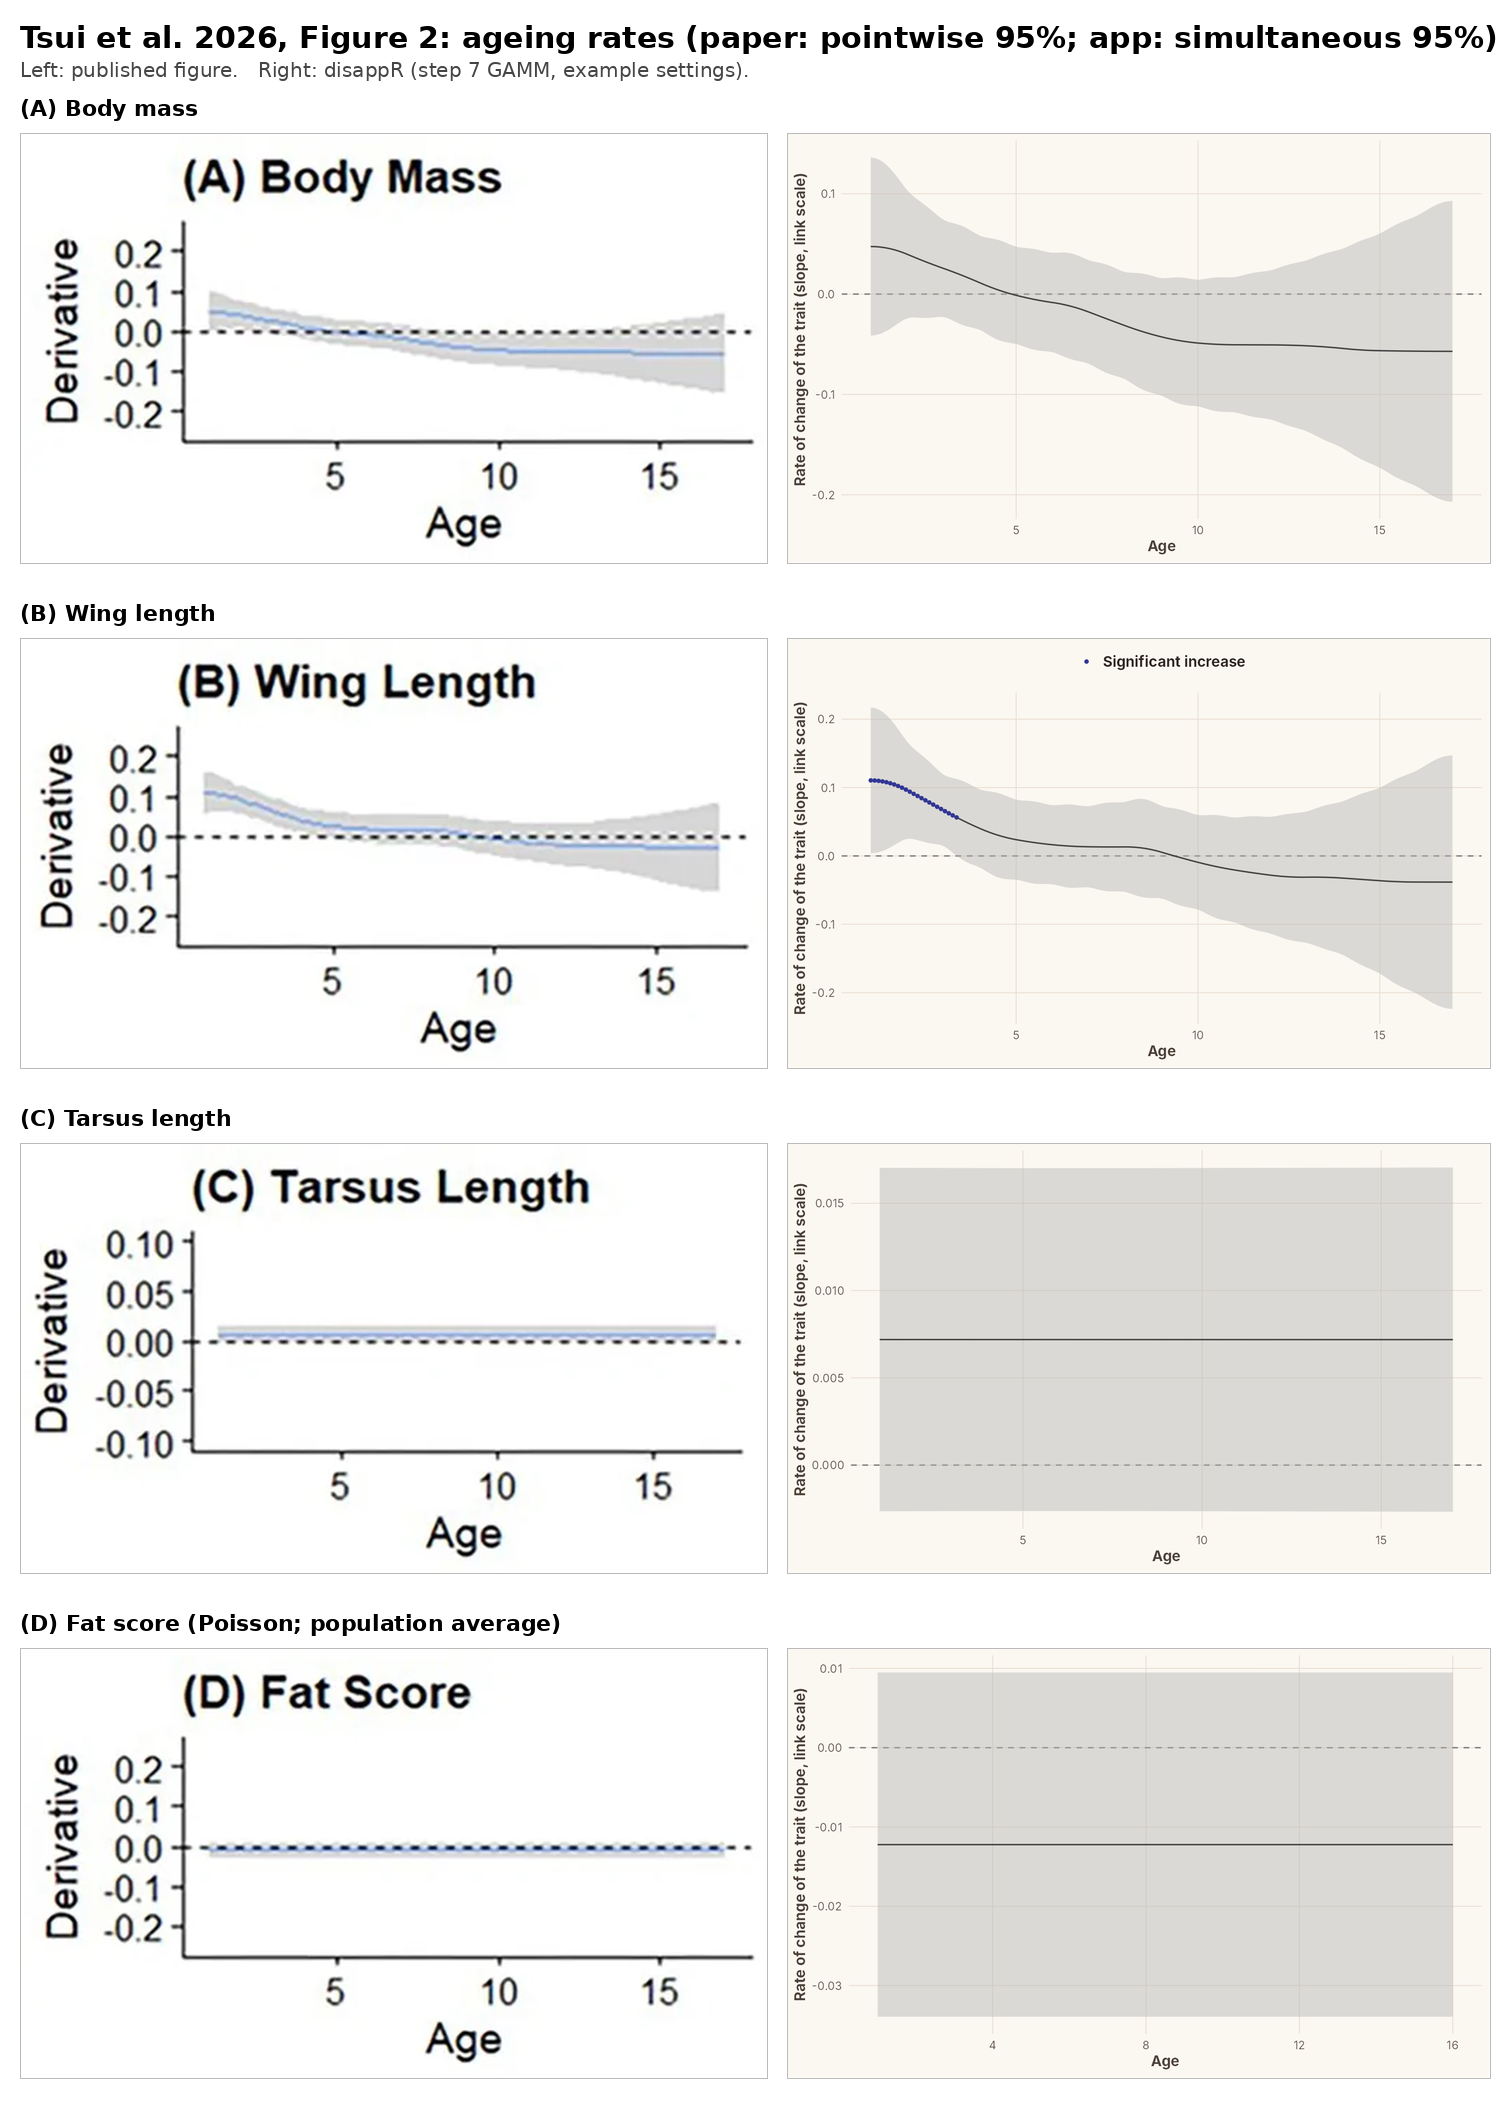 Tsui et al. 2026, Figure 2: ageing rates (paper: pointwise 95%; app: simultaneous 95%)
Left: published figure.   Right: disappR (step 7 GAMM, example settings).
(A) Body mass
(A) Body Mass
Derivative
0.2
0.1
0.0
-0.1
-0.2
5 10 15
Age
Rate of change of the trait (slope, link scale)
0.1
0.0
-0.1
-0.2
5 10 15
Age
(B) Wing length
(B) Wing Length
Derivative
0.2
0.1
0.0
-0.1
-0.2
5 10 15
Age
Significant increase
Rate of change of the trait (slope, link scale)
0.2
0.1
0.0
-0.1
-0.2
5 10 15
Age
(C) Tarsus length
(C) Tarsus Length
Derivative
0.10
0.05
0.00
-0.05
-0.10
5 10 15
Age
Rate of change of the trait (slope, link scale)
0.015
0.010
0.005
0.000
5 10 15
Age
(D) Fat score (Poisson; population average)
(D) Fat Score
Derivative
0.2
0.1
0.0
-0.1
-0.2
5 10 15
Age
Rate of change of the trait (slope, link scale)
0.01
0.00
-0.01
-0.02
-0.03
4 8 12 16
Age